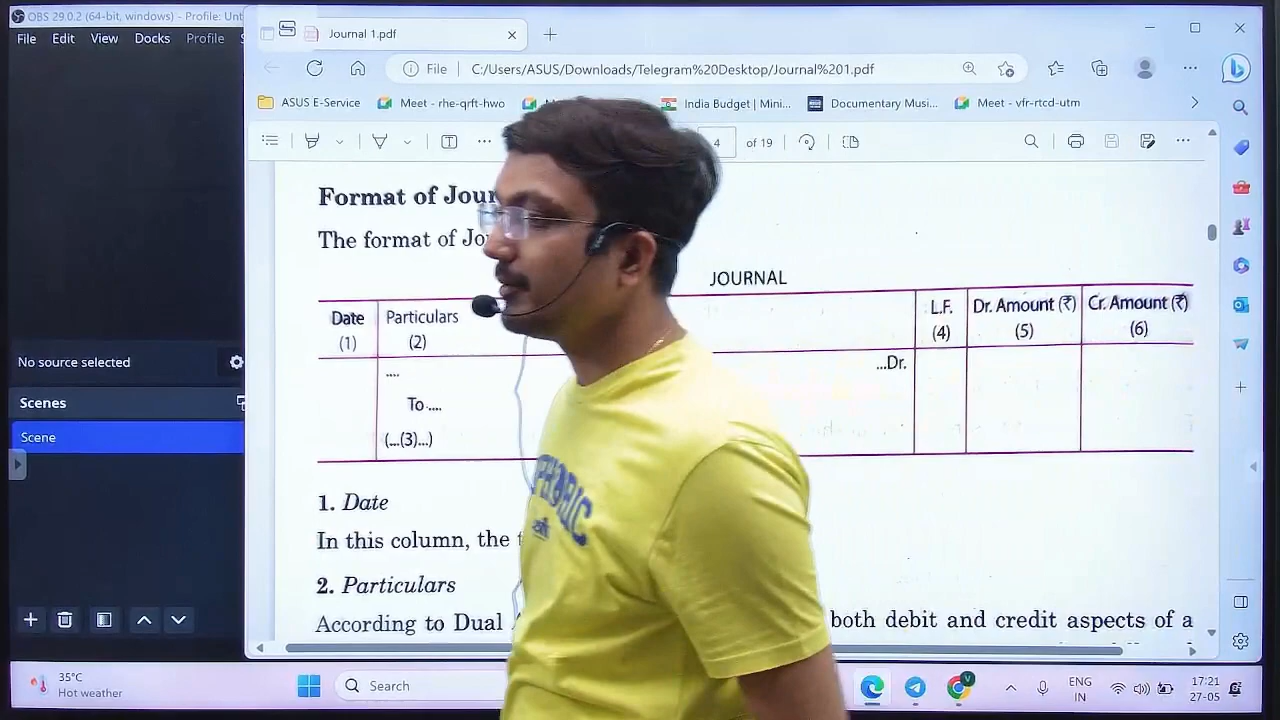 OBS 29.0.2 (64-bit, windows) - Profile: Unt
File Edit View Docks Profile
No source selected
Scenes
Scene
Journal 1.pdf
File C:/Users/ASUS/Downloads/Telegram%20Desktop/Journal%201.pdf
ASUS E-Service Meet - rhe-qrft-hwo India Budget | Mini... Documentary Musi... Meet - vfr-rtcd-utm
4 of 19
Format of Jour
The format of Jo
JOURNAL
Date Particulars L.F. Dr. Amount (₹) Cr. Amount (₹)
(1) (2) (4) (5) (6)
.... ...Dr.
To ....
(...(3)...)
1. Date
In this column, the
2. Particulars
According to Dual both debit and credit aspects of a
35°C
Hot weather
Search
ENG
IN
17:21
27-05